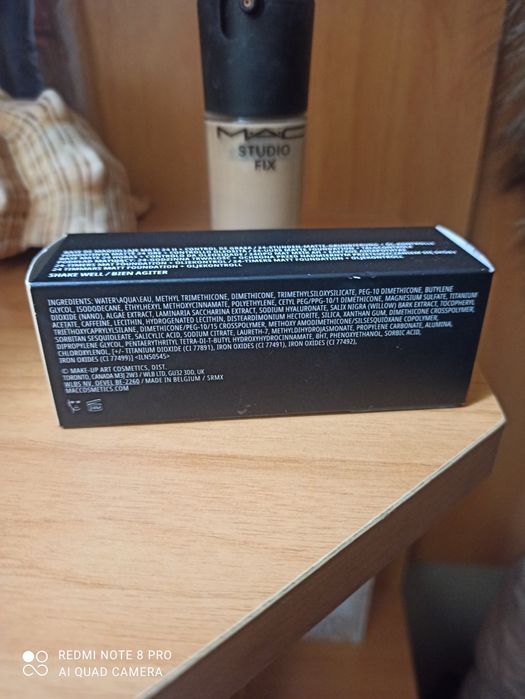 MAC
STUDIO
FIX
24 TIMMARS MATT FOUNDATION + OLJEKONTROLL
SHAKE WELL / BIEN AGITER
INGREDIENTS: WATER\AQUA\EAU, METHYL TRIMETHICONE, DIMETHICONE, TRIMETHYLSILOXYSILICATE, PEG-10 DIMETHICONE, BUTYLENE
GLYCOL, ISODODECANE, ETHYLHEXYL METHOXYCINNAMATE, POLYETHYLENE, CETYL PEG/PPG-10/1 DIMETHICONE, MAGNESIUM SULFATE, TITANIUM
DIOXIDE (NANO), ALGAE EXTRACT, LAMINARIA SACCHARINA EXTRACT, SODIUM HYALURONATE, SALIX NIGRA (WILLOW) BARK EXTRACT, TOCOPHERYL
ACETATE, CAFFEINE, LECITHIN, HYDROGENATED LECITHIN, DISTEARDIMONIUM HECTORITE, SILICA, XANTHAN GUM, DIMETHICONE CROSSPOLYMER,
TRIETHOXYCAPRYLYLSILANE, DIMETHICONE/PEG-10/15 CROSSPOLYMER, METHOXY AMODIMETHICONE/SILSESQUIOXANE COPOLYMER,
SORBITAN SESQUIOLEATE, SALICYLIC ACID, SODIUM CITRATE, LAURETH-7, METHYLDIHYDROJASMONATE, PROPYLENE CARBONATE, ALUMINA,
DIPROPYLENE GLYCOL, PENTAERYTHRITYL TETRA-DI-T-BUTYL HYDROXYHYDROCINNAMATE, BHT, PHENOXYETHANOL, SORBIC ACID,
CHLOROXYLENOL, [+/- TITANIUM DIOXIDE (CI 77891), IRON OXIDES (CI 77491), IRON OXIDES (CI 77492),
IRON OXIDES (CI 77499)] <ILN50545>
© MAKE-UP ART COSMETICS, DIST.
TORONTO, CANADA M3J 2W3 / WLB LTD, GU32 3DD, UK
WLBS NV, OEVEL BE-2260 / MADE IN BELGIUM / SRMX
MACCOSMETICS.COM
24M
REDMI NOTE 8 PRO
AI QUAD CAMERA